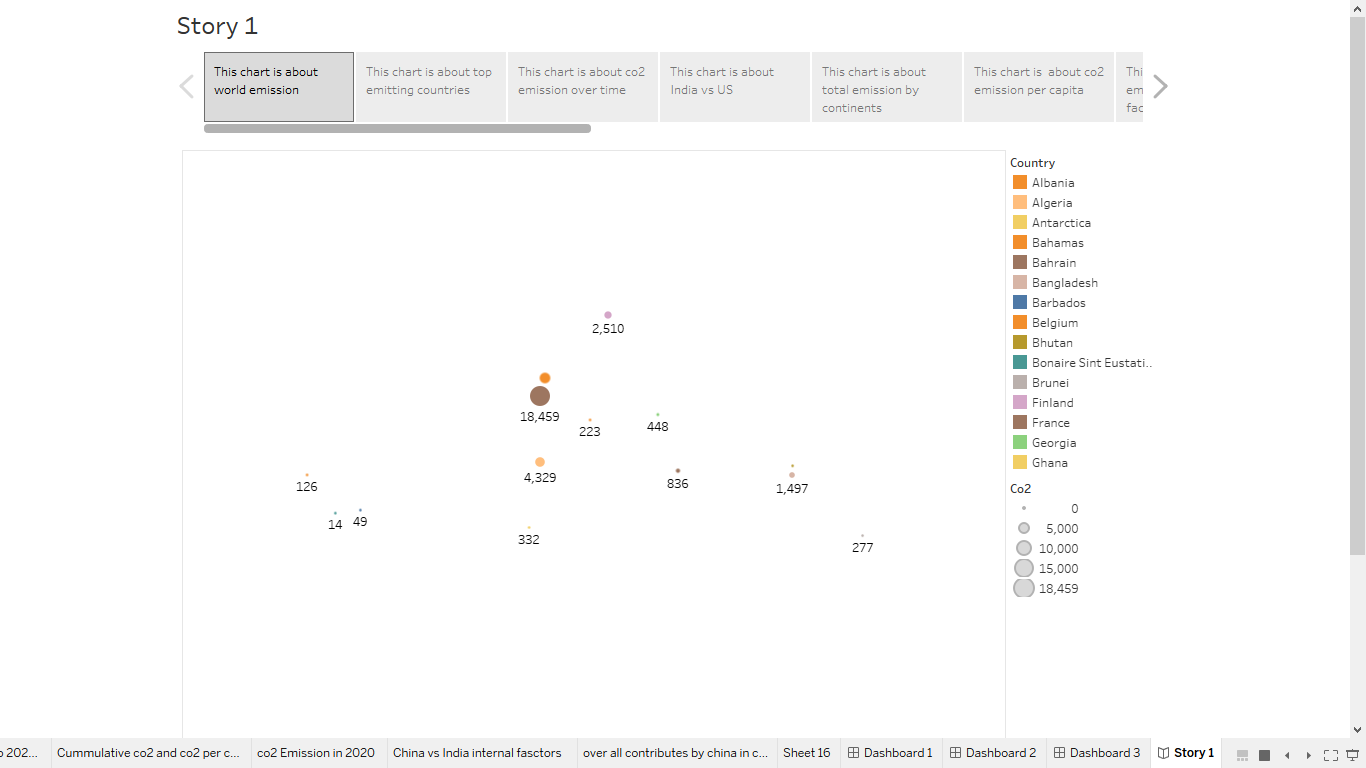 Story 1
This chart is about
world emission
This chart is about top
emitting countries
This chart is about co2
emission over time
This chart is about
India vs US
This chart is about
total emission by
continents
This chart is  about co2
emission per capita
Thi
em
fac
Country
Albania
Algeria
Antarctica
Bahamas
Bahrain
Bangladesh
Barbados
Belgium
Bhutan
Bonaire Sint Eustati..
Brunei
Finland
France
Georgia
Ghana
Co2
0
5,000
10,000
15,000
18,459
2,510
18,459
223
448
4,329
836
1,497
126
14
49
332
277
o 202...
Cummulative co2 and co2 per c...
co2 Emission in 2020
China vs India internal fasctors
over all contributes by china in c...
Sheet 16
Dashboard 1
Dashboard 2
Dashboard 3
Story 1